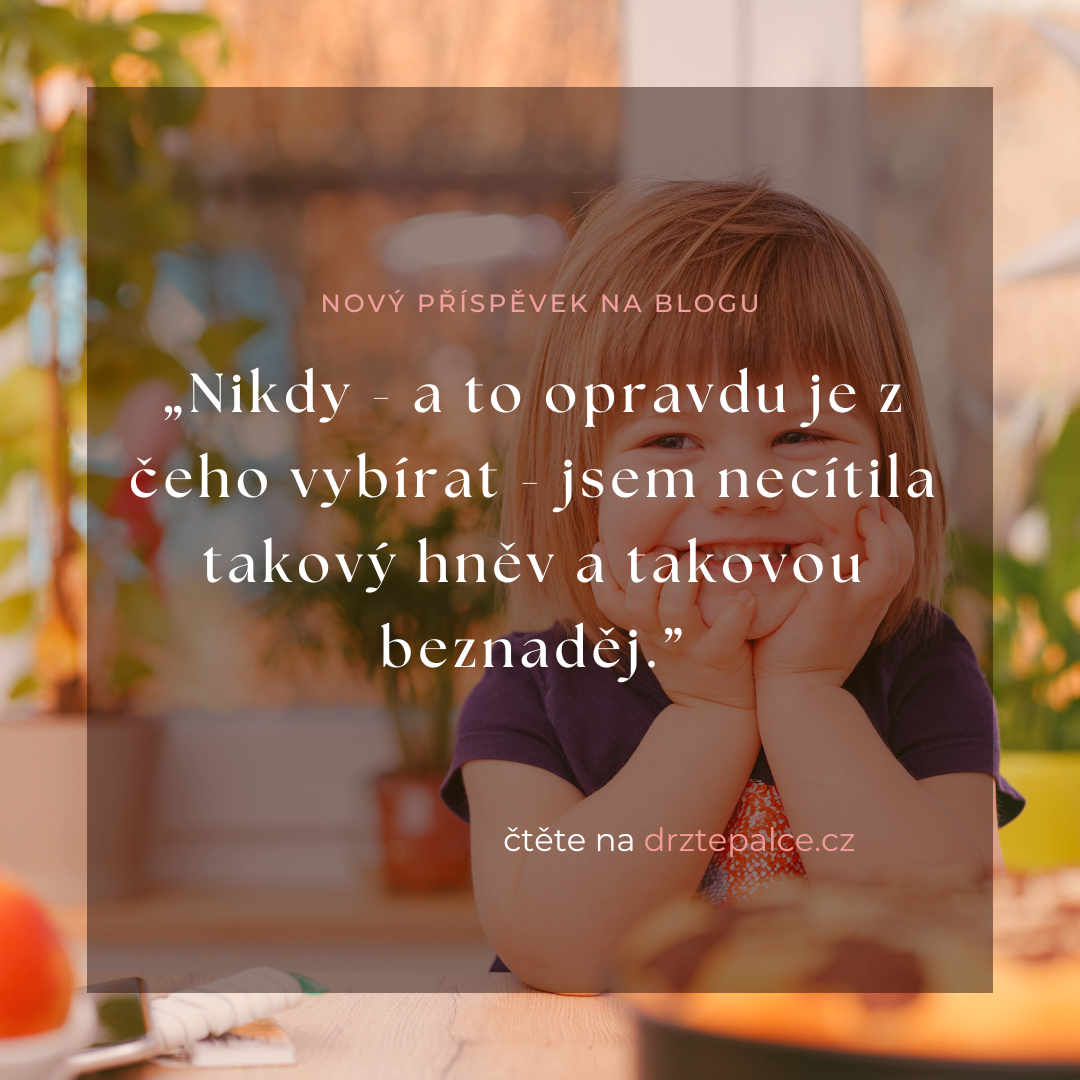 NOVÝ PŘÍSPĚVEK NA BLOGU
„Nikdy - a to opravdu je z
čeho vybírat - jsem necítila
takový hněv a takovou
beznaděj.”
čtěte na drztepalce.cz